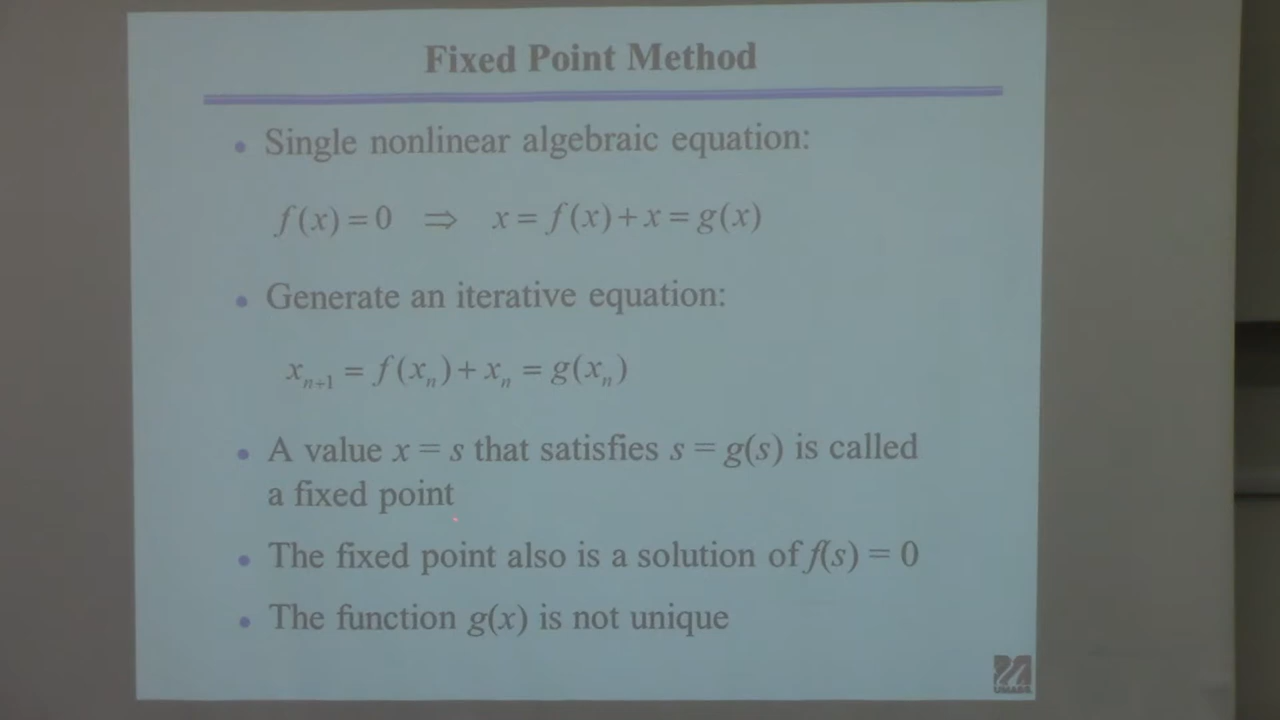 Fixed Point Method
• Single nonlinear algebraic equation:
f(x) = 0 ⇒ x = f(x) + x = g(x)
• Generate an iterative equation:
xₙ₊₁ = f(xₙ) + xₙ = g(xₙ)
• A value x = s that satisfies s = g(s) is called
a fixed point
• The fixed point also is a solution of f(s) = 0
• The function g(x) is not unique
UMASS